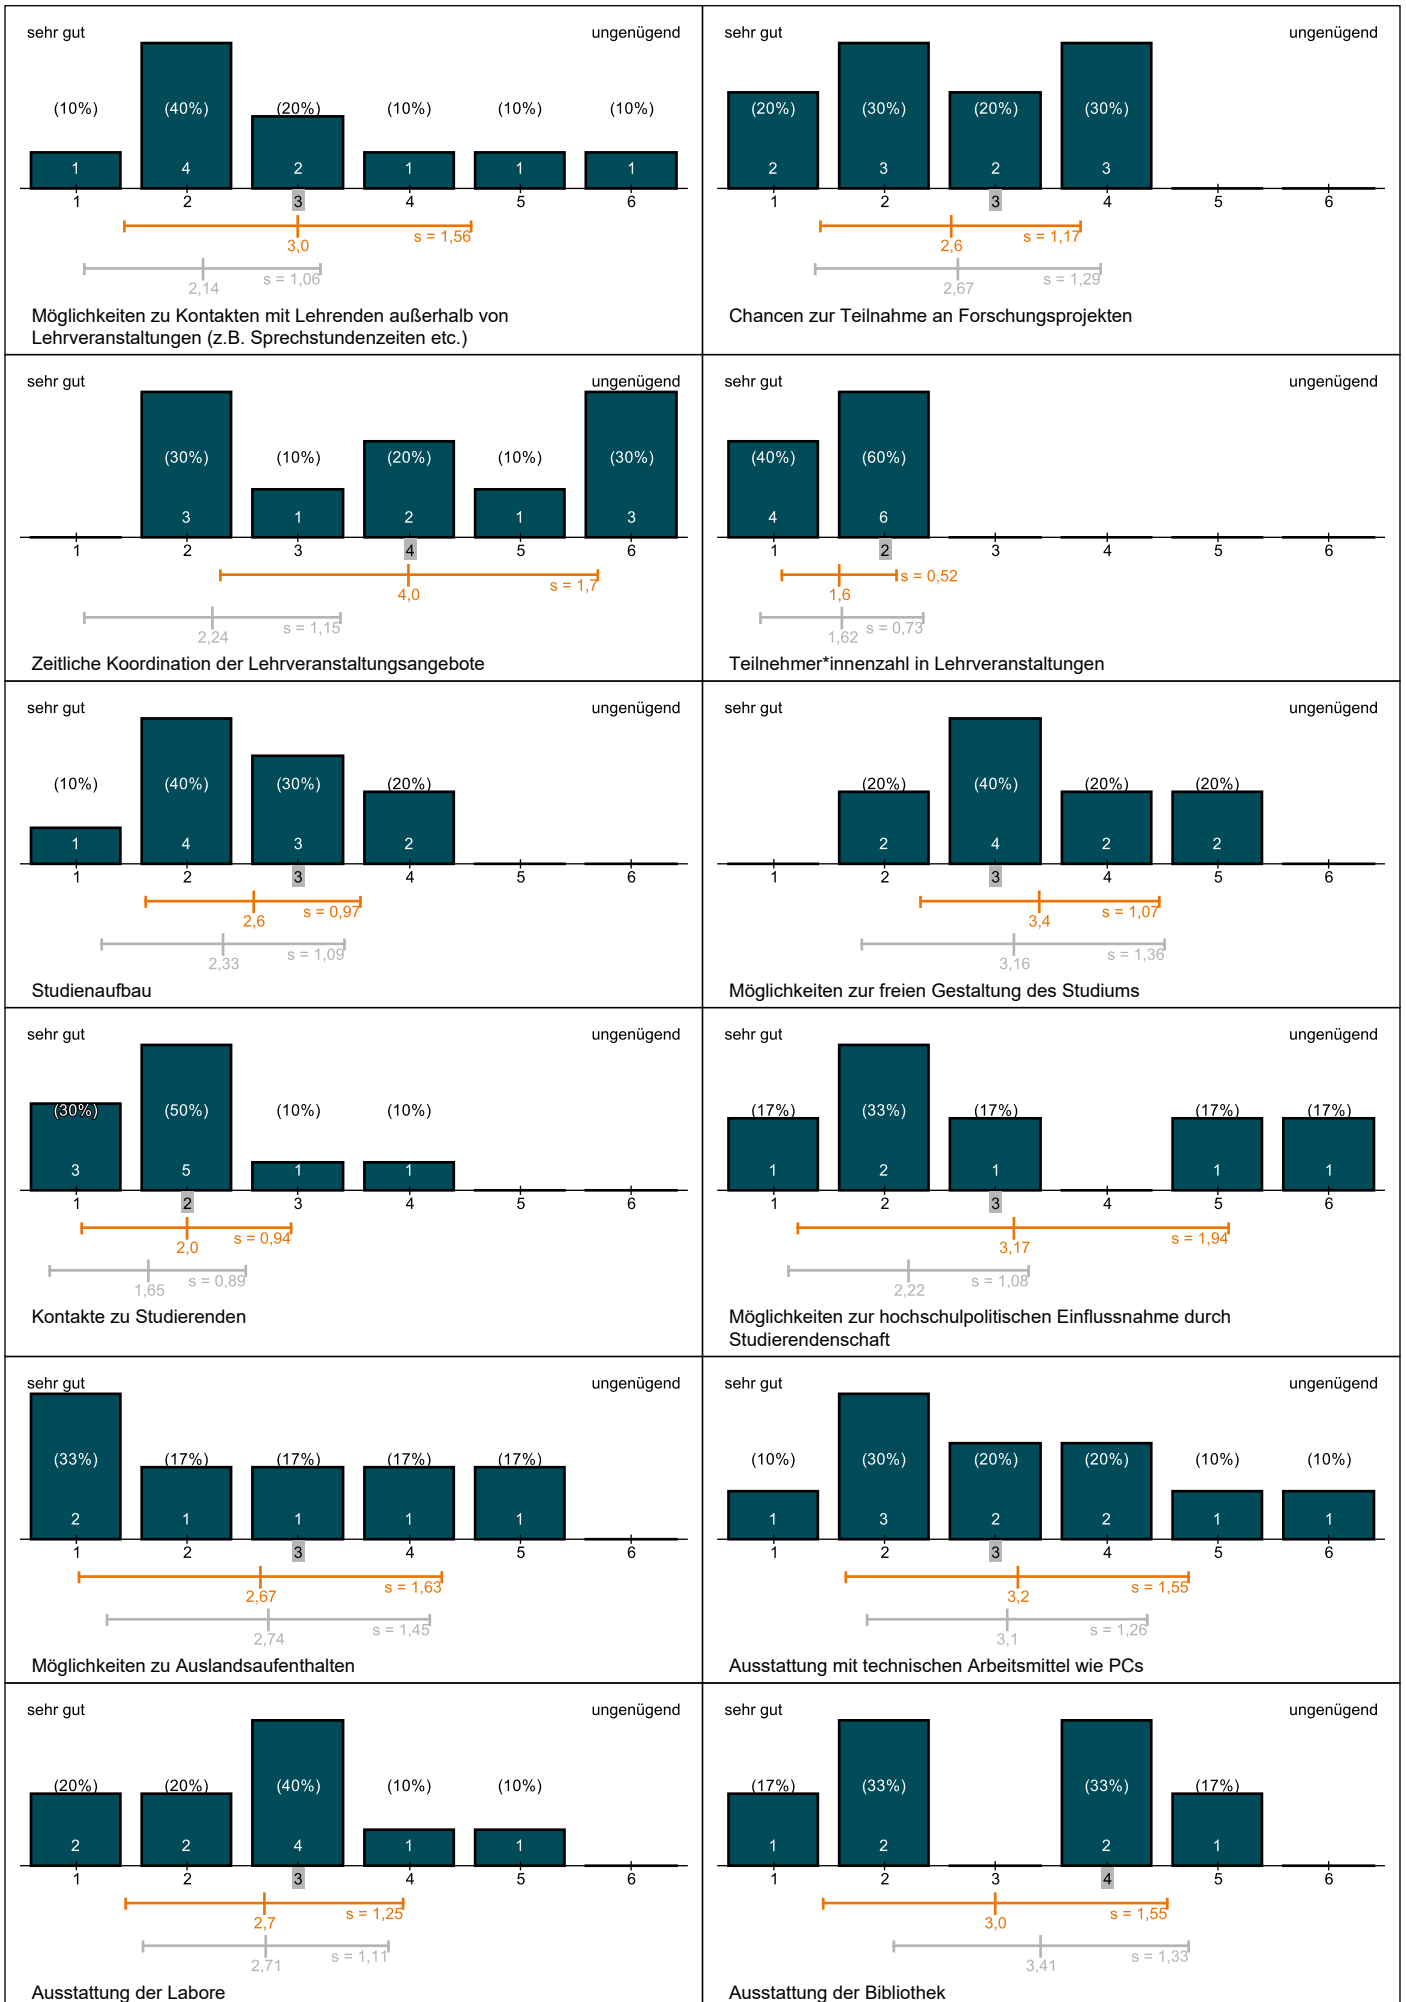 sehr gut ungenügend
(10%) (40%) (20%) (10%) (10%) (10%)
1 4 2 1 1 1
1 2 3 4 5 6
s = 1,56
3,0
s = 1,06
2,14
Möglichkeiten zu Kontakten mit Lehrenden außerhalb von
Lehrveranstaltungen (z.B. Sprechstundenzeiten etc.)
sehr gut ungenügend
(20%) (30%) (20%) (30%)
2 3 2 3
1 2 3 4 5 6
s = 1,17
2,6
s = 1,29
2,67
Chancen zur Teilnahme an Forschungsprojekten
sehr gut ungenügend
(30%) (10%) (20%) (10%) (30%)
3 1 2 1 3
1 2 3 4 5 6
s = 1,7
4,0
s = 1,15
2,24
Zeitliche Koordination der Lehrveranstaltungsangebote
sehr gut ungenügend
(40%) (60%)
4 6
1 2 3 4 5 6
s = 0,52
1,6
s = 0,73
1,62
Teilnehmer*innenzahl in Lehrveranstaltungen
sehr gut ungenügend
(10%) (40%) (30%) (20%)
1 4 3 2
1 2 3 4 5 6
s = 0,97
2,6
s = 1,09
2,33
Studienaufbau
sehr gut ungenügend
(20%) (40%) (20%) (20%)
2 4 2 2
1 2 3 4 5 6
s = 1,07
3,4
s = 1,36
3,16
Möglichkeiten zur freien Gestaltung des Studiums
sehr gut ungenügend
(30%) (50%) (10%) (10%)
3 5 1 1
1 2 3 4 5 6
s = 0,94
2,0
s = 0,89
1,65
Kontakte zu Studierenden
sehr gut ungenügend
(17%) (33%) (17%) (17%) (17%)
1 2 1 1 1
1 2 3 4 5 6
s = 1,94
3,17
s = 1,08
2,22
Möglichkeiten zur hochschulpolitischen Einflussnahme durch
Studierendenschaft
sehr gut ungenügend
(33%) (17%) (17%) (17%) (17%)
2 1 1 1 1
1 2 3 4 5 6
s = 1,63
2,67
s = 1,45
2,74
Möglichkeiten zu Auslandsaufenthalten
sehr gut ungenügend
(10%) (30%) (20%) (20%) (10%) (10%)
1 3 2 2 1 1
1 2 3 4 5 6
s = 1,55
3,2
s = 1,26
3,1
Ausstattung mit technischen Arbeitsmittel wie PCs
sehr gut ungenügend
(20%) (20%) (40%) (10%) (10%)
2 2 4 1 1
1 2 3 4 5 6
s = 1,25
2,7
s = 1,11
2,71
Ausstattung der Labore
sehr gut ungenügend
(17%) (33%) (33%) (17%)
1 2 2 1
1 2 3 4 5 6
s = 1,55
3,0
s = 1,33
3,41
Ausstattung der Bibliothek